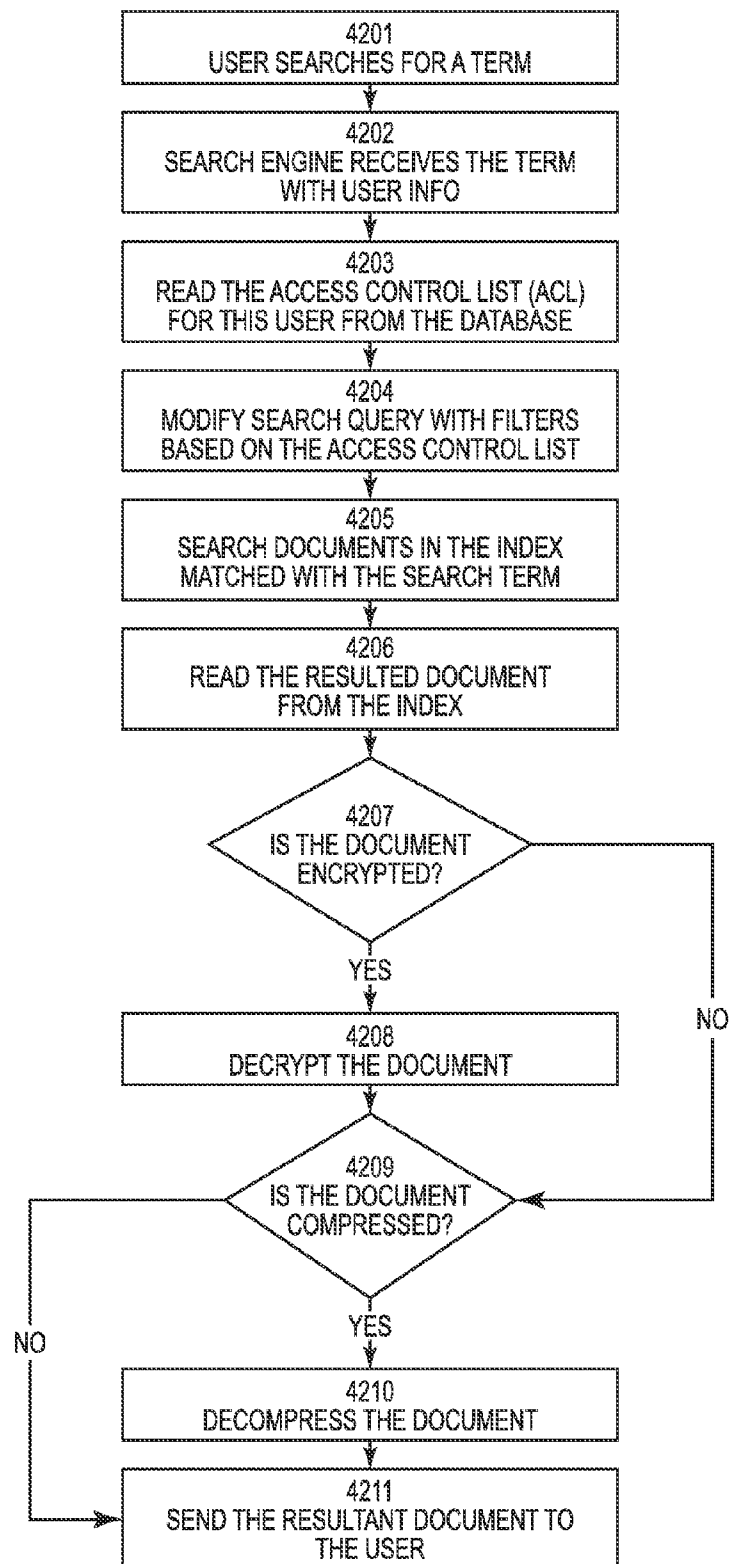 4201
USER SEARCHES FOR A TERM
4202
SEARCH ENGINE RECEIVES THE TERM
WITH USER INFO
4203
READ THE ACCESS CONTROL LIST (ACL)
FOR THIS USER FROM THE DATABASE
4204
MODIFY SEARCH QUERY WITH FILTERS
BASED ON THE ACCESS CONTROL LIST
4205
SEARCH DOCUMENTS IN THE INDEX
MATCHED WITH THE SEARCH TERM
4206
READ THE RESULTED DOCUMENT
FROM THE INDEX
4207
IS THE DOCUMENT
ENCRYPTED?
YES
NO
4208
DECRYPT THE DOCUMENT
4209
IS THE DOCUMENT
COMPRESSED?
YES
NO
4210
DECOMPRESS THE DOCUMENT
4211
SEND THE RESULTANT DOCUMENT TO
THE USER